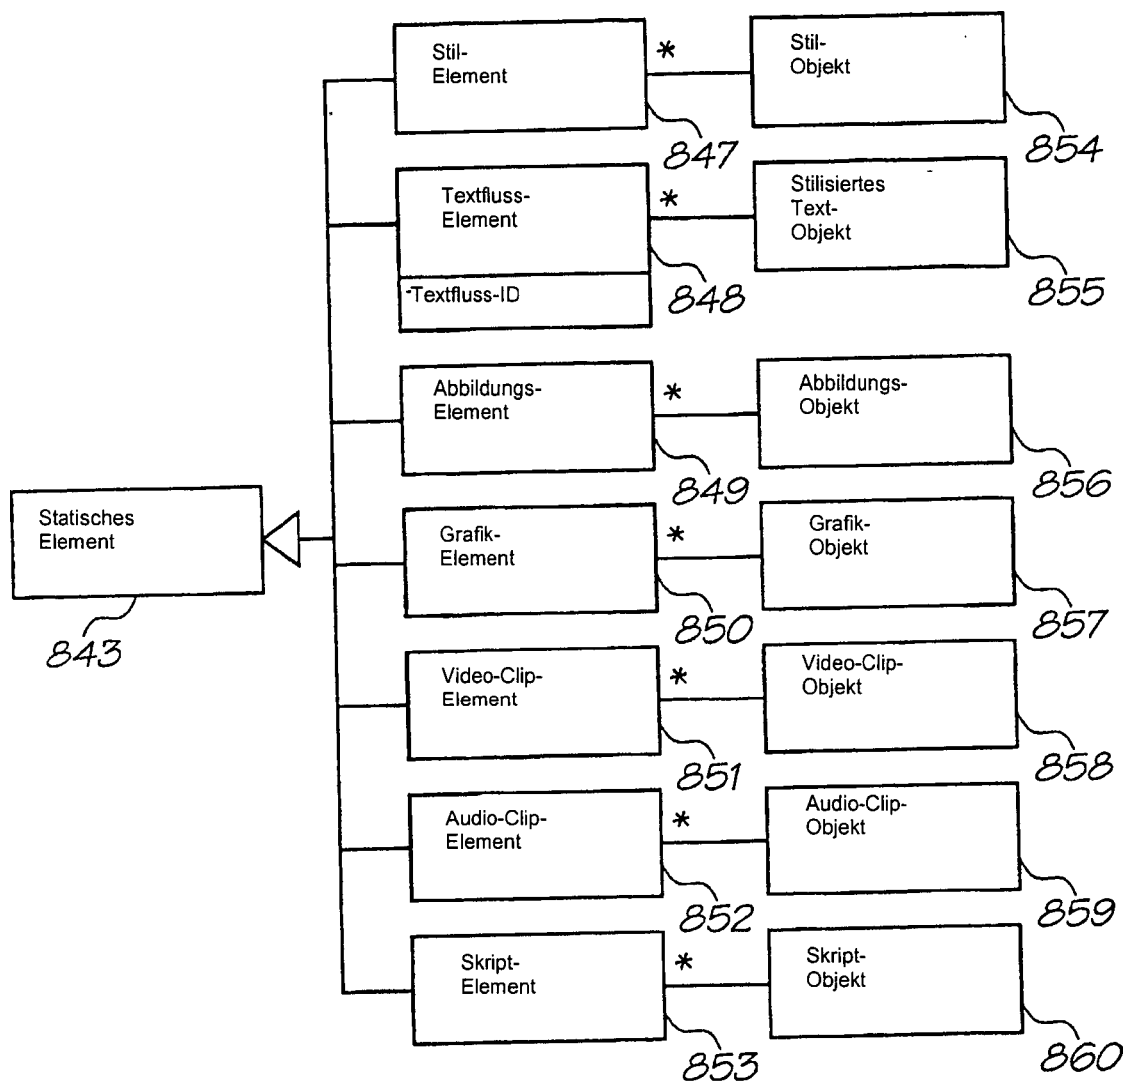 Stil-
Element
*
Stil-
Objekt
847
854
Textfluss-
Element
Textfluss-ID
*
Stilisiertes
Text-
Objekt
848
855
Abbildungs-
Element
*
Abbildungs-
Objekt
849
856
Statisches
Element
843
Grafik-
Element
*
Grafik-
Objekt
850
857
Video-Clip-
Element
*
Video-Clip-
Objekt
851
858
Audio-Clip-
Element
*
Audio-Clip-
Objekt
852
859
Skript-
Element
*
Skript-
Objekt
853
860